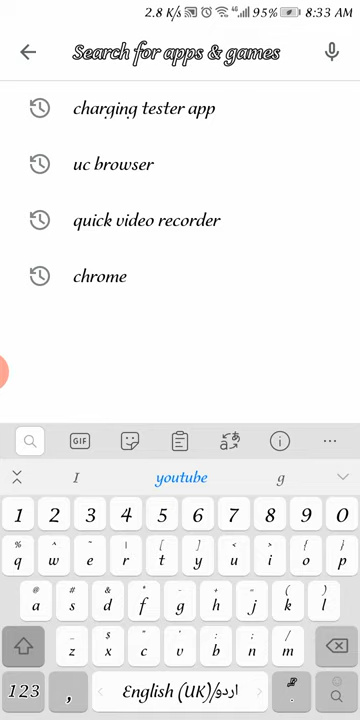 2.8 K/s 4G 95% 8:33 AM
Search for apps & games
charging tester app
uc browser
quick video recorder
chrome
GIF
I youtube g
1 2 3 4 5 6 7 8 9 0
% ^ ~ | [ ] < > { }
q w e r t y u i o p
@ # & * - + = ( )
a s d f g h j k l
_ $ " ' : ; /
z x c v b n m
123 , English (UK)/اردو .